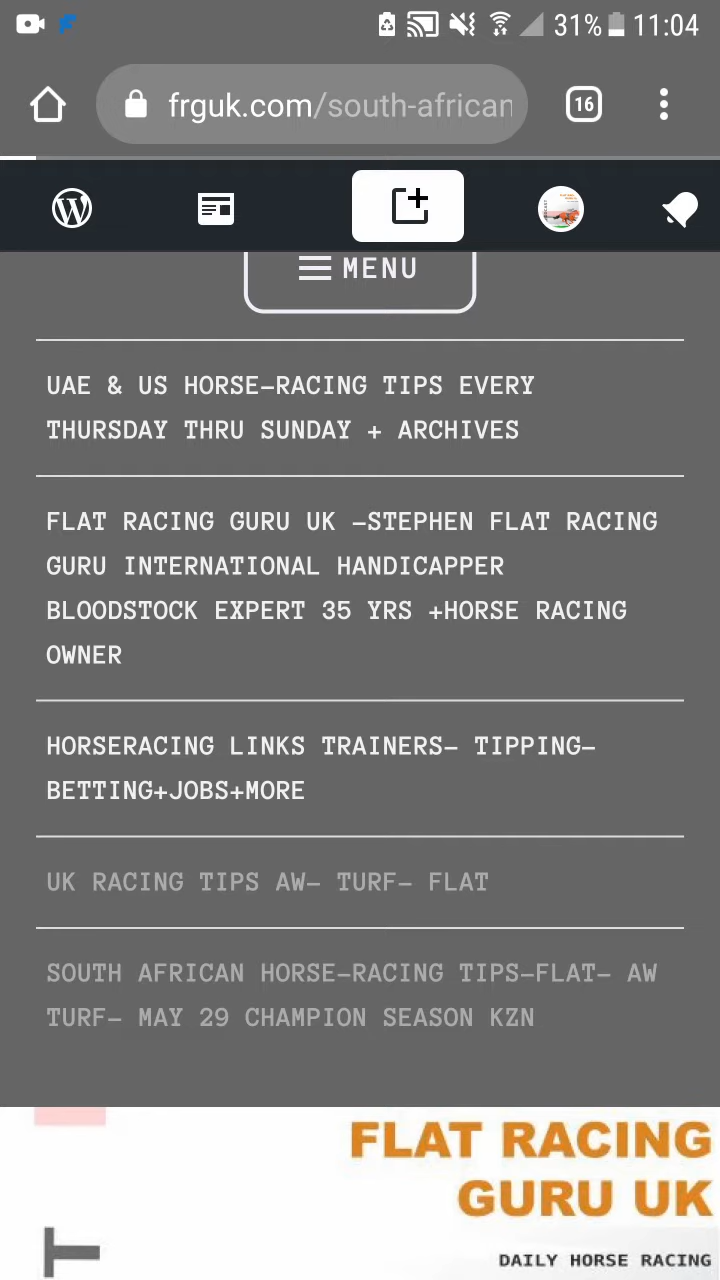 31% 11:04
frguk.com/south-african
16
MENU
UAE & US HORSE-RACING TIPS EVERY
THURSDAY THRU SUNDAY + ARCHIVES
FLAT RACING GURU UK -STEPHEN FLAT RACING
GURU INTERNATIONAL HANDICAPPER
BLOODSTOCK EXPERT 35 YRS +HORSE RACING
OWNER
HORSERACING LINKS TRAINERS- TIPPING-
BETTING+JOBS+MORE
UK RACING TIPS AW- TURF- FLAT
SOUTH AFRICAN HORSE-RACING TIPS-FLAT- AW
TURF- MAY 29 CHAMPION SEASON KZN
FLAT RACING
GURU UK
DAILY HORSE RACING